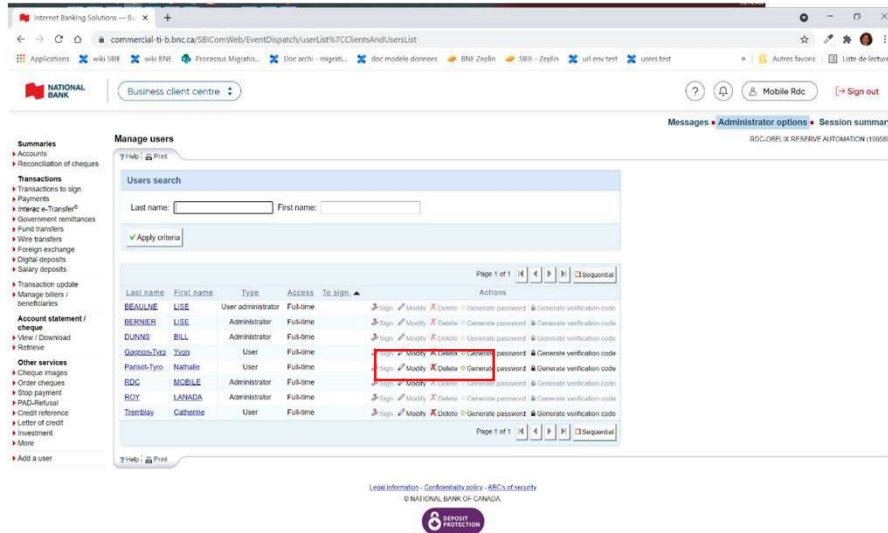 Internet Banking Solutions — Bu
commercial-ti-b.bnc.ca/SBIComWeb/EventDispatch/userList%7CClientsAndUsersList
Applications wiki SBIE wiki BNE Processus Migratio... Doc archi - migrati... doc modele donnees BNE Zeplin SBIE - Zeplin url env test users test » Autres favoris Liste de lecture
NATIONAL BANK Business client centre ? Mobile Rdc Sign out
Messages Administrator options Session summary
RDC-OBELIX RESERVE AUTOMATION
Summaries
Accounts
Reconciliation of cheques
Transactions
Transactions to sign
Payments
Interac e-Transfer®
Government remittances
Fund transfers
Wire transfers
Foreign exchange
Digital deposits
Salary deposits
Transaction update
Manage billers / beneficiaries
Account statement / cheque
View / Download
Retrieve
Other services
Cheque images
Order cheques
Stop payment
PAD-Refusal
Credit reference
Letter of credit
Investment
More
Add a user
Manage users
? Help Print
Users search
Last name: First name:
Apply criteria
Page 1 of 1 Sequential
Last name First name Type Access To sign Actions
BEAULNE LISE User administrator Full-time Sign Modify Delete Generate password Generate verification code
BERNIER LISE Administrator Full-time Sign Modify Delete Generate password Generate verification code
DUNNS BILL Administrator Full-time Sign Modify Delete Generate password Generate verification code
Gagnon-Tyro Yvon User Full-time Sign Modify Delete Generate password Generate verification code
Parisot-Tyro Nathalie User Full-time Sign Modify Delete Generate password Generate verification code
RDC MOBILE Administrator Full-time Sign Modify Delete Generate password Generate verification code
ROY LANADA Administrator Full-time Sign Modify Delete Generate password Generate verification code
Tremblay Catherine User Full-time Sign Modify Delete Generate password Generate verification code
Page 1 of 1 Sequential
? Help Print
Legal information - Confidentiality policy - ABC's of security
© NATIONAL BANK OF CANADA
DEPOSIT PROTECTION